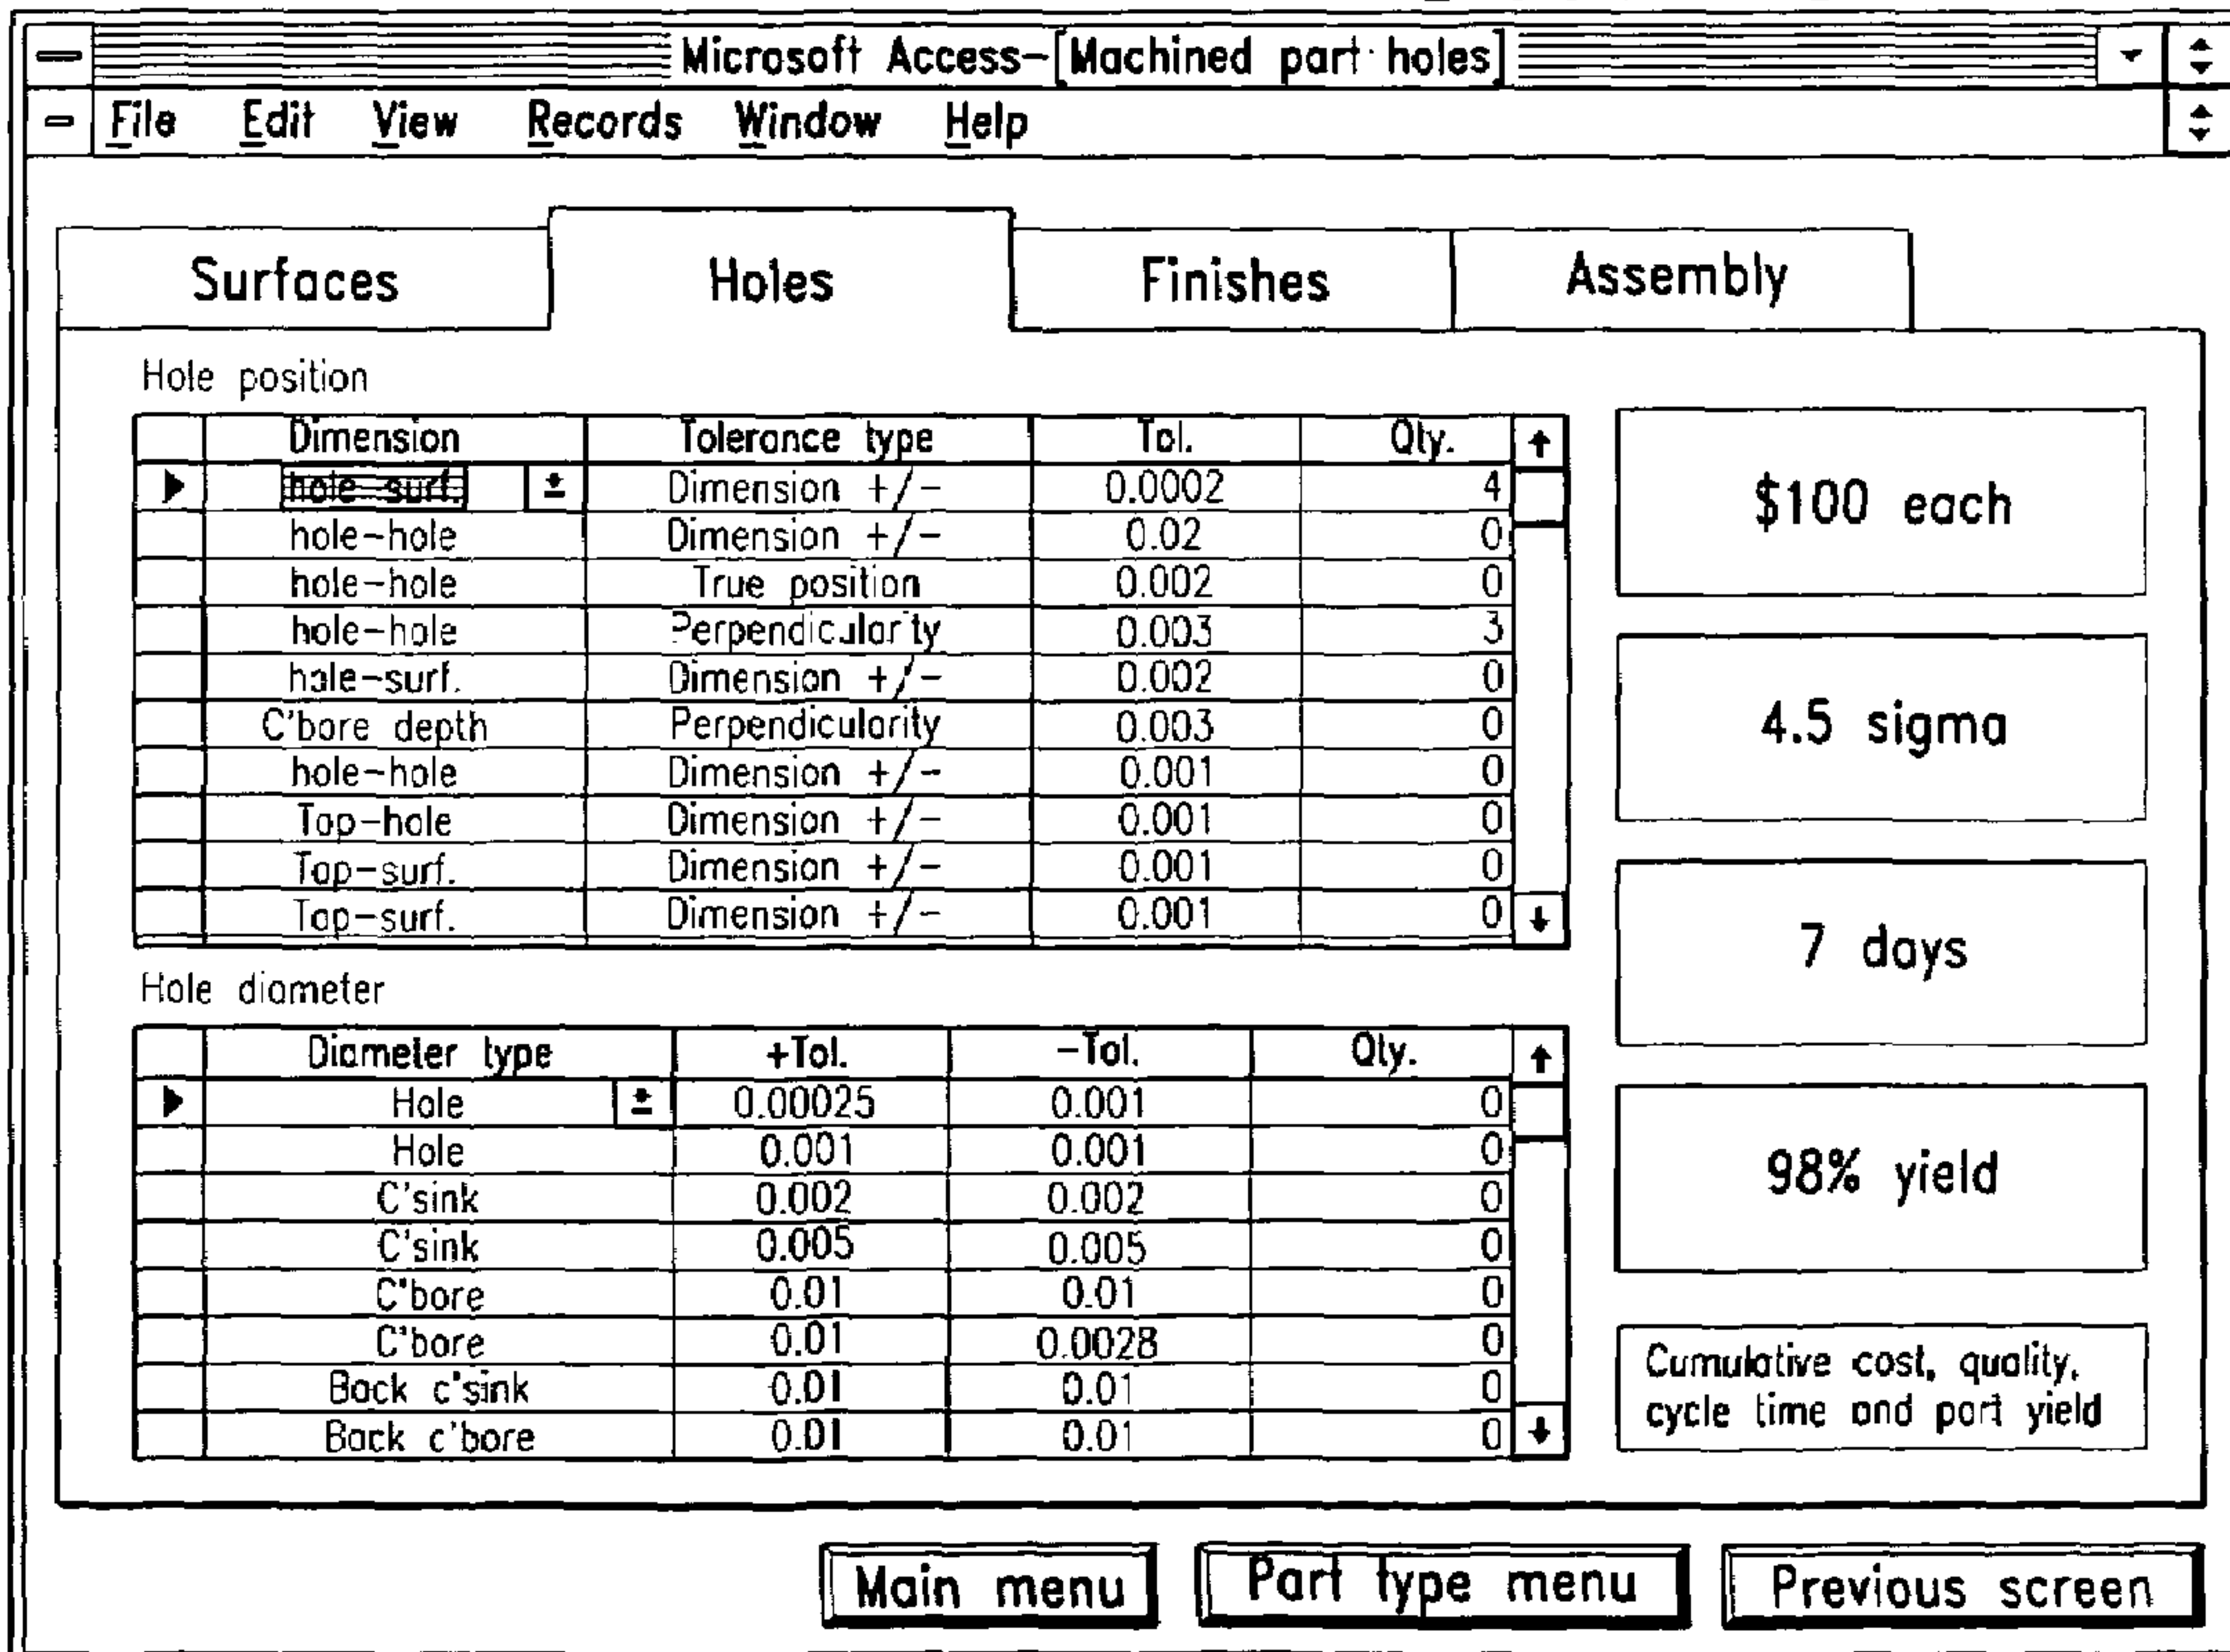 Microsoft Access-[Machined part holes]
File Edit View Records Window Help
Surfaces Holes Finishes Assembly
Hole position
Dimension Tolerance type Tol. Qty.
hole-surf. Dimension +/- 0.0002 4
hole-hole Dimension +/- 0.02 0
hole-hole True position 0.002 0
hole-hole Perpendicularity 0.003 3
hole-surf. Dimension +/- 0.002 0
C'bore depth Perpendicularity 0.003 0
hole-hole Dimension +/- 0.001 0
Tap-hole Dimension +/- 0.001 0
Tap-surf. Dimension +/- 0.001 0
Tap-surf. Dimension +/- 0.001 0
Hole diameter
Diameter type +Tol. -Tol. Qty.
Hole 0.00025 0.001 0
Hole 0.001 0.001 0
C'sink 0.002 0.002 0
C'sink 0.005 0.005 0
C'bore 0.01 0.01 0
C'bore 0.01 0.0028 0
Back c'sink 0.01 0.01 0
Back c'bore 0.01 0.01 0
$100 each
4.5 sigma
7 days
98% yield
Cumulative cost, quality,
cycle time and part yield
Main menu Part type menu Previous screen